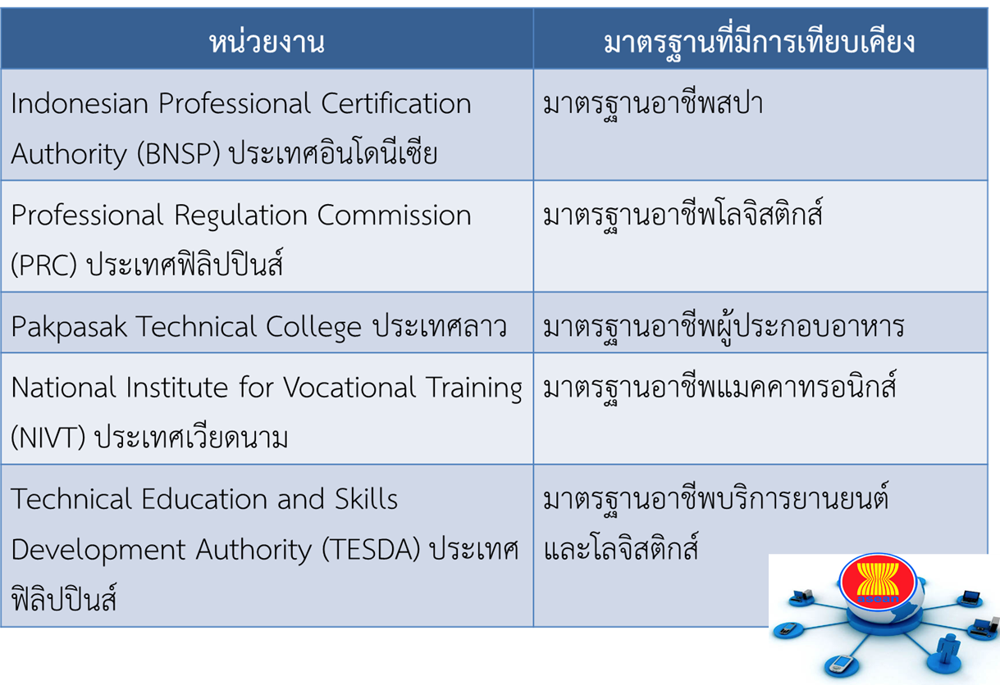 หน่วยงาน
มาตรฐานที่มีการเทียบเคียง
Indonesian Professional Certification
Authority (BNSP) ประเทศอินโดนีเซีย
มาตรฐานอาชีพสปา
Professional Regulation Commission
(PRC) ประเทศฟิลิปปินส์
มาตรฐานอาชีพโลจิสติกส์
Pakpasak Technical College ประเทศลาว
มาตรฐานอาชีพผู้ประกอบอาหาร
National Institute for Vocational Training
(NIVT) ประเทศเวียดนาม
มาตรฐานอาชีพแมคคาทรอนิกส์
Technical Education and Skills
Development Authority (TESDA) ประเทศ
ฟิลิปปินส์
มาตรฐานอาชีพบริการยานยนต์
และโลจิสติกส์
asean